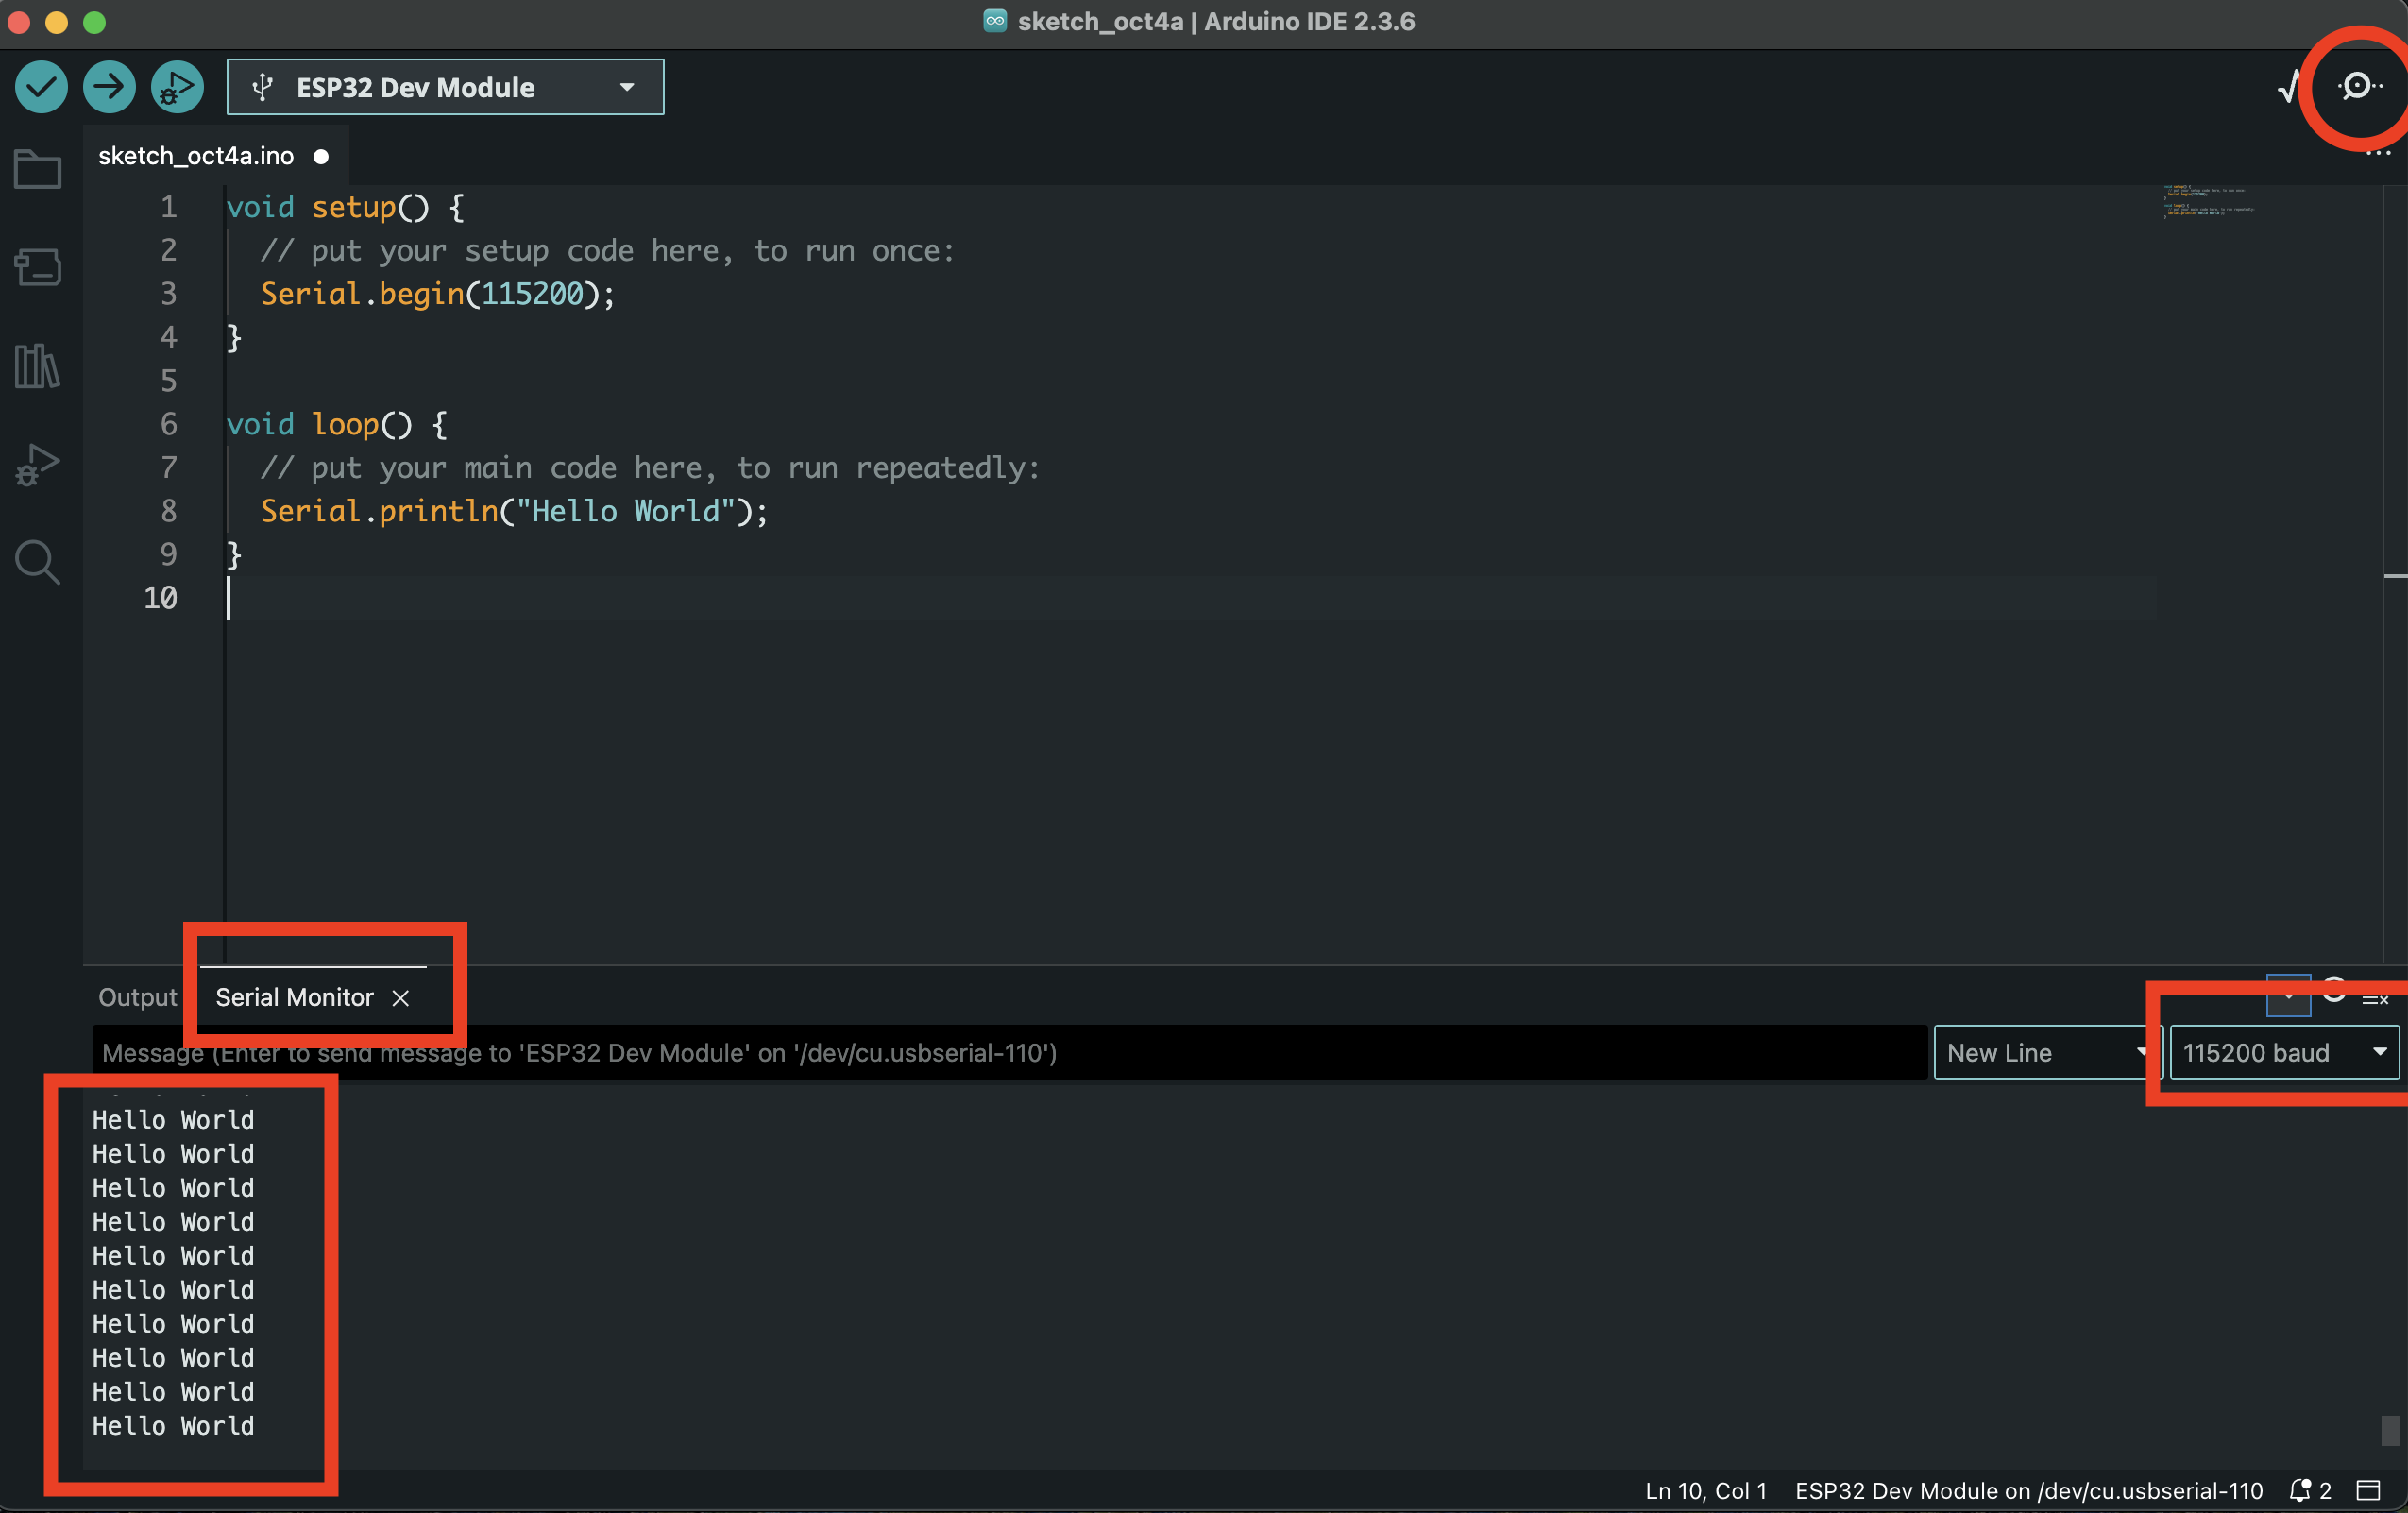 sketch_oct4a | Arduino IDE 2.3.6
ESP32 Dev Module
sketch_oct4a.ino
1 void setup() {
2 // put your setup code here, to run once:
3 Serial.begin(115200);
4 }
5
6 void loop() {
7 // put your main code here, to run repeatedly:
8 Serial.println("Hello World");
9 }
10
Output Serial Monitor
Message (Enter to send message to 'ESP32 Dev Module' on '/dev/cu.usbserial-110')
New Line 115200 baud
Hello World
Hello World
Hello World
Hello World
Hello World
Hello World
Hello World
Hello World
Hello World
Hello World
Ln 10, Col 1 ESP32 Dev Module on /dev/cu.usbserial-110 2